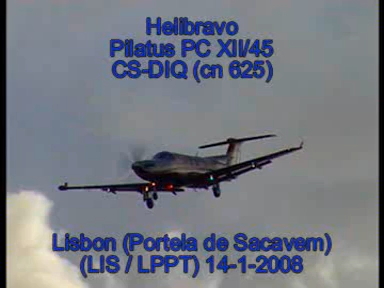 Helibravo
Pilatus PC XII/45
CS-DIQ (cn 625)
Lisbon (Portela de Sacavem)
(LIS / LPPT) 14-1-2008